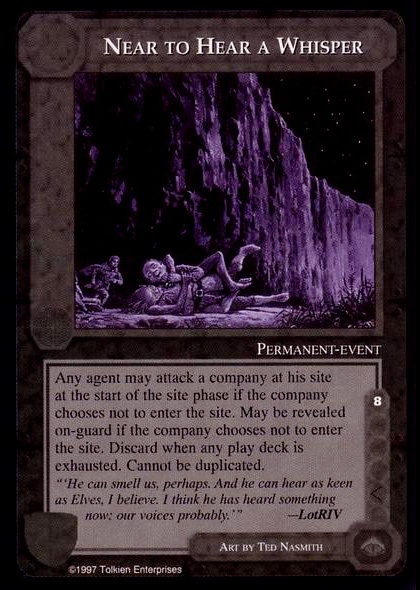 NEAR TO HEAR A WHISPER
PERMANENT-EVENT
Any agent may attack a company at his site
at the start of the site phase if the company
chooses not to enter the site. May be revealed
on-guard if the company chooses not to enter
the site. Discard when any play deck is
exhausted. Cannot be duplicated.
8
“‘He can smell us, perhaps. And he can hear as keen
as Elves, I believe. I think he has heard something
now: our voices probably.’” —LotRIV
ART BY TED NASMITH
©1997 Tolkien Enterprises